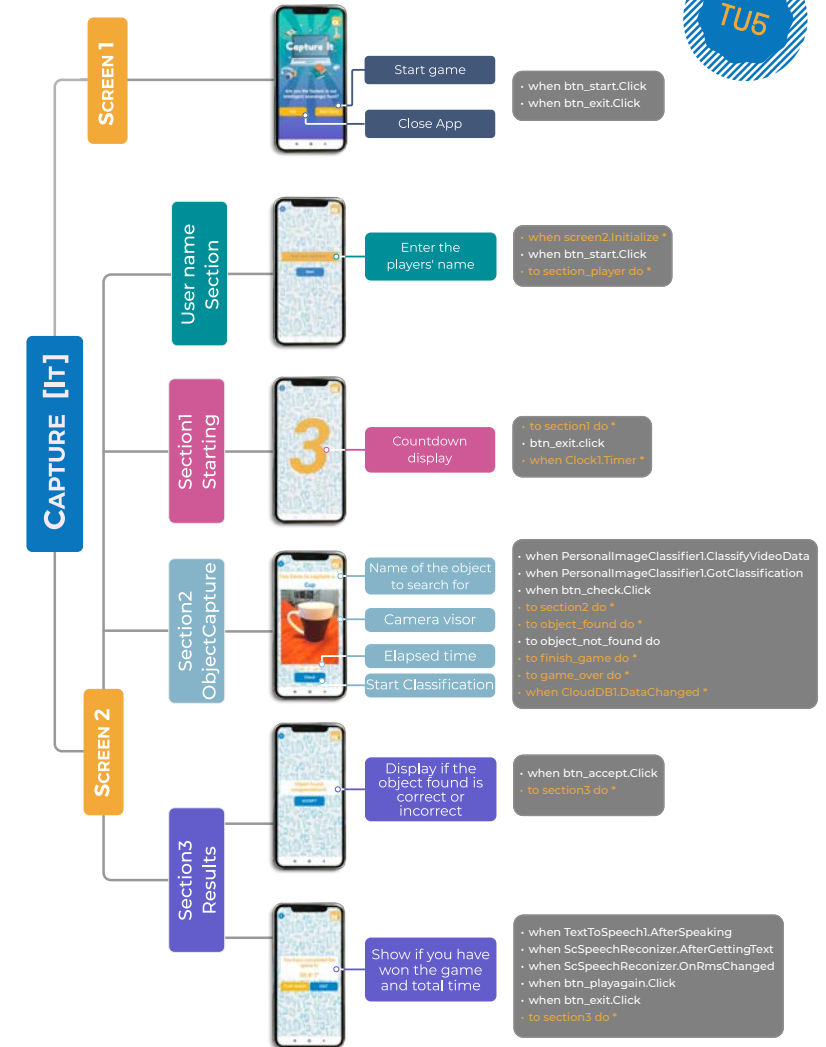 TU5
SCREEN 1
Capture It
Start game
Close App
• when btn_start.Click
• when btn_exit.Click
CAPTURE [IT]
SCREEN 2
User name
Section
Enter the
players' name
• when screen2.Initialize *
• when btn_start.Click
• to section_player do *
Section1
Starting
3
Countdown
display
• to section1 do *
• btn_exit.click
• when Clock1.Timer *
Section2
ObjectCapture
Cup
Name of the object
to search for
Camera visor
Elapsed time
Start Classification
• when PersonalImageClassifier1.ClassifyVideoData
• when PersonalImageClassifier1.GotClassification
• when btn_check.Click
• to section2 do *
• to object_found do *
• to object_not_found do
• to finish_game do *
• to game_over do *
• when CloudDB1.DataChanged *
Section3
Results
ACCEPT
Display if the
object found is
correct or
incorrect
• when btn_accept.Click
• to section3 do *
Show if you have
won the game
and total time
• when TextToSpeech1.AfterSpeaking
• when ScSpeechReconizer.AfterGettingText
• when ScSpeechReconizer.OnRmsChanged
• when btn_playagain.Click
• when btn_exit.Click
• to section3 do *